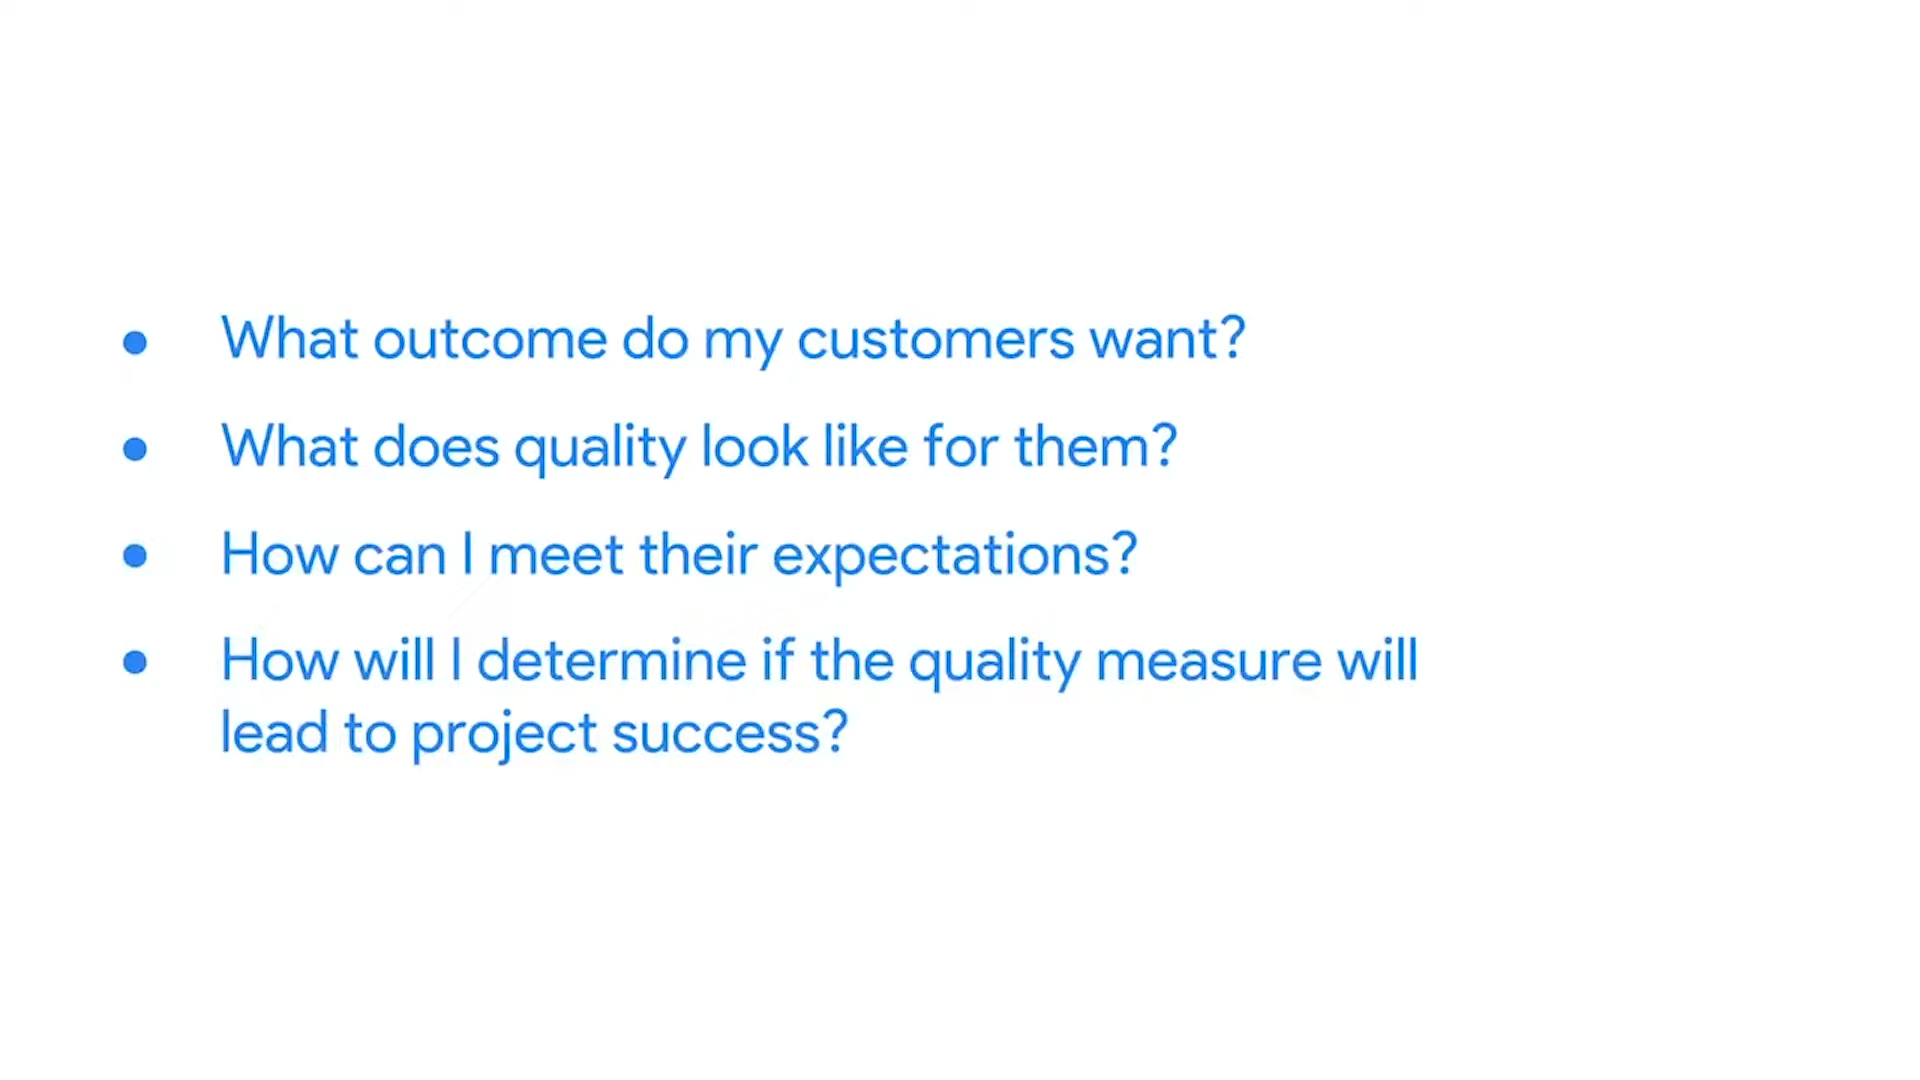 • What outcome do my customers want?
• What does quality look like for them?
• How can I meet their expectations?
• How will I determine if the quality measure will
lead to project success?